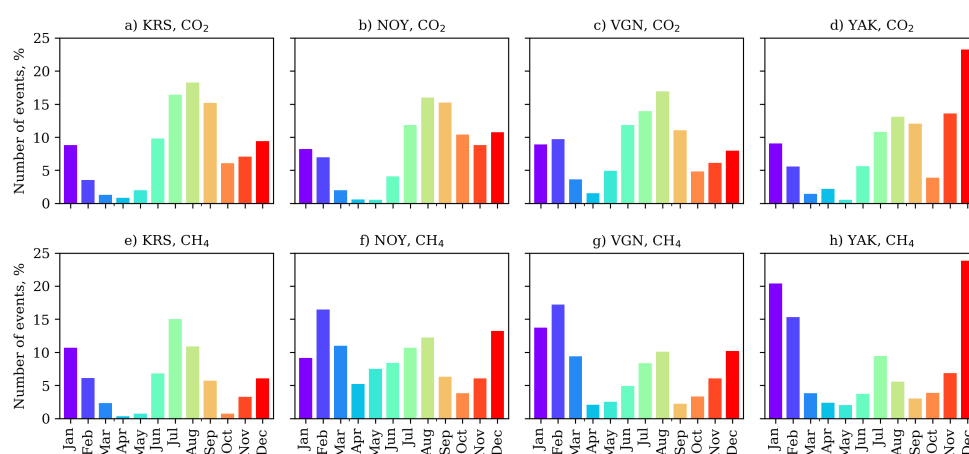 a) KRS, CO₂ b) NOY, CO₂ c) VGN, CO₂ d) YAK, CO₂
Number of events, %
25
20
15
10
5
0
e) KRS, CH₄ f) NOY, CH₄ g) VGN, CH₄ h) YAK, CH₄
Number of events, %
25
20
15
10
5
0
Jan Feb Mar Apr May Jun Jul Aug Sep Oct Nov Dec Jan Feb Mar Apr May Jun Jul Aug Sep Oct Nov Dec Jan Feb Mar Apr May Jun Jul Aug Sep Oct Nov Dec Jan Feb Mar Apr May Jun Jul Aug Sep Oct Nov Dec